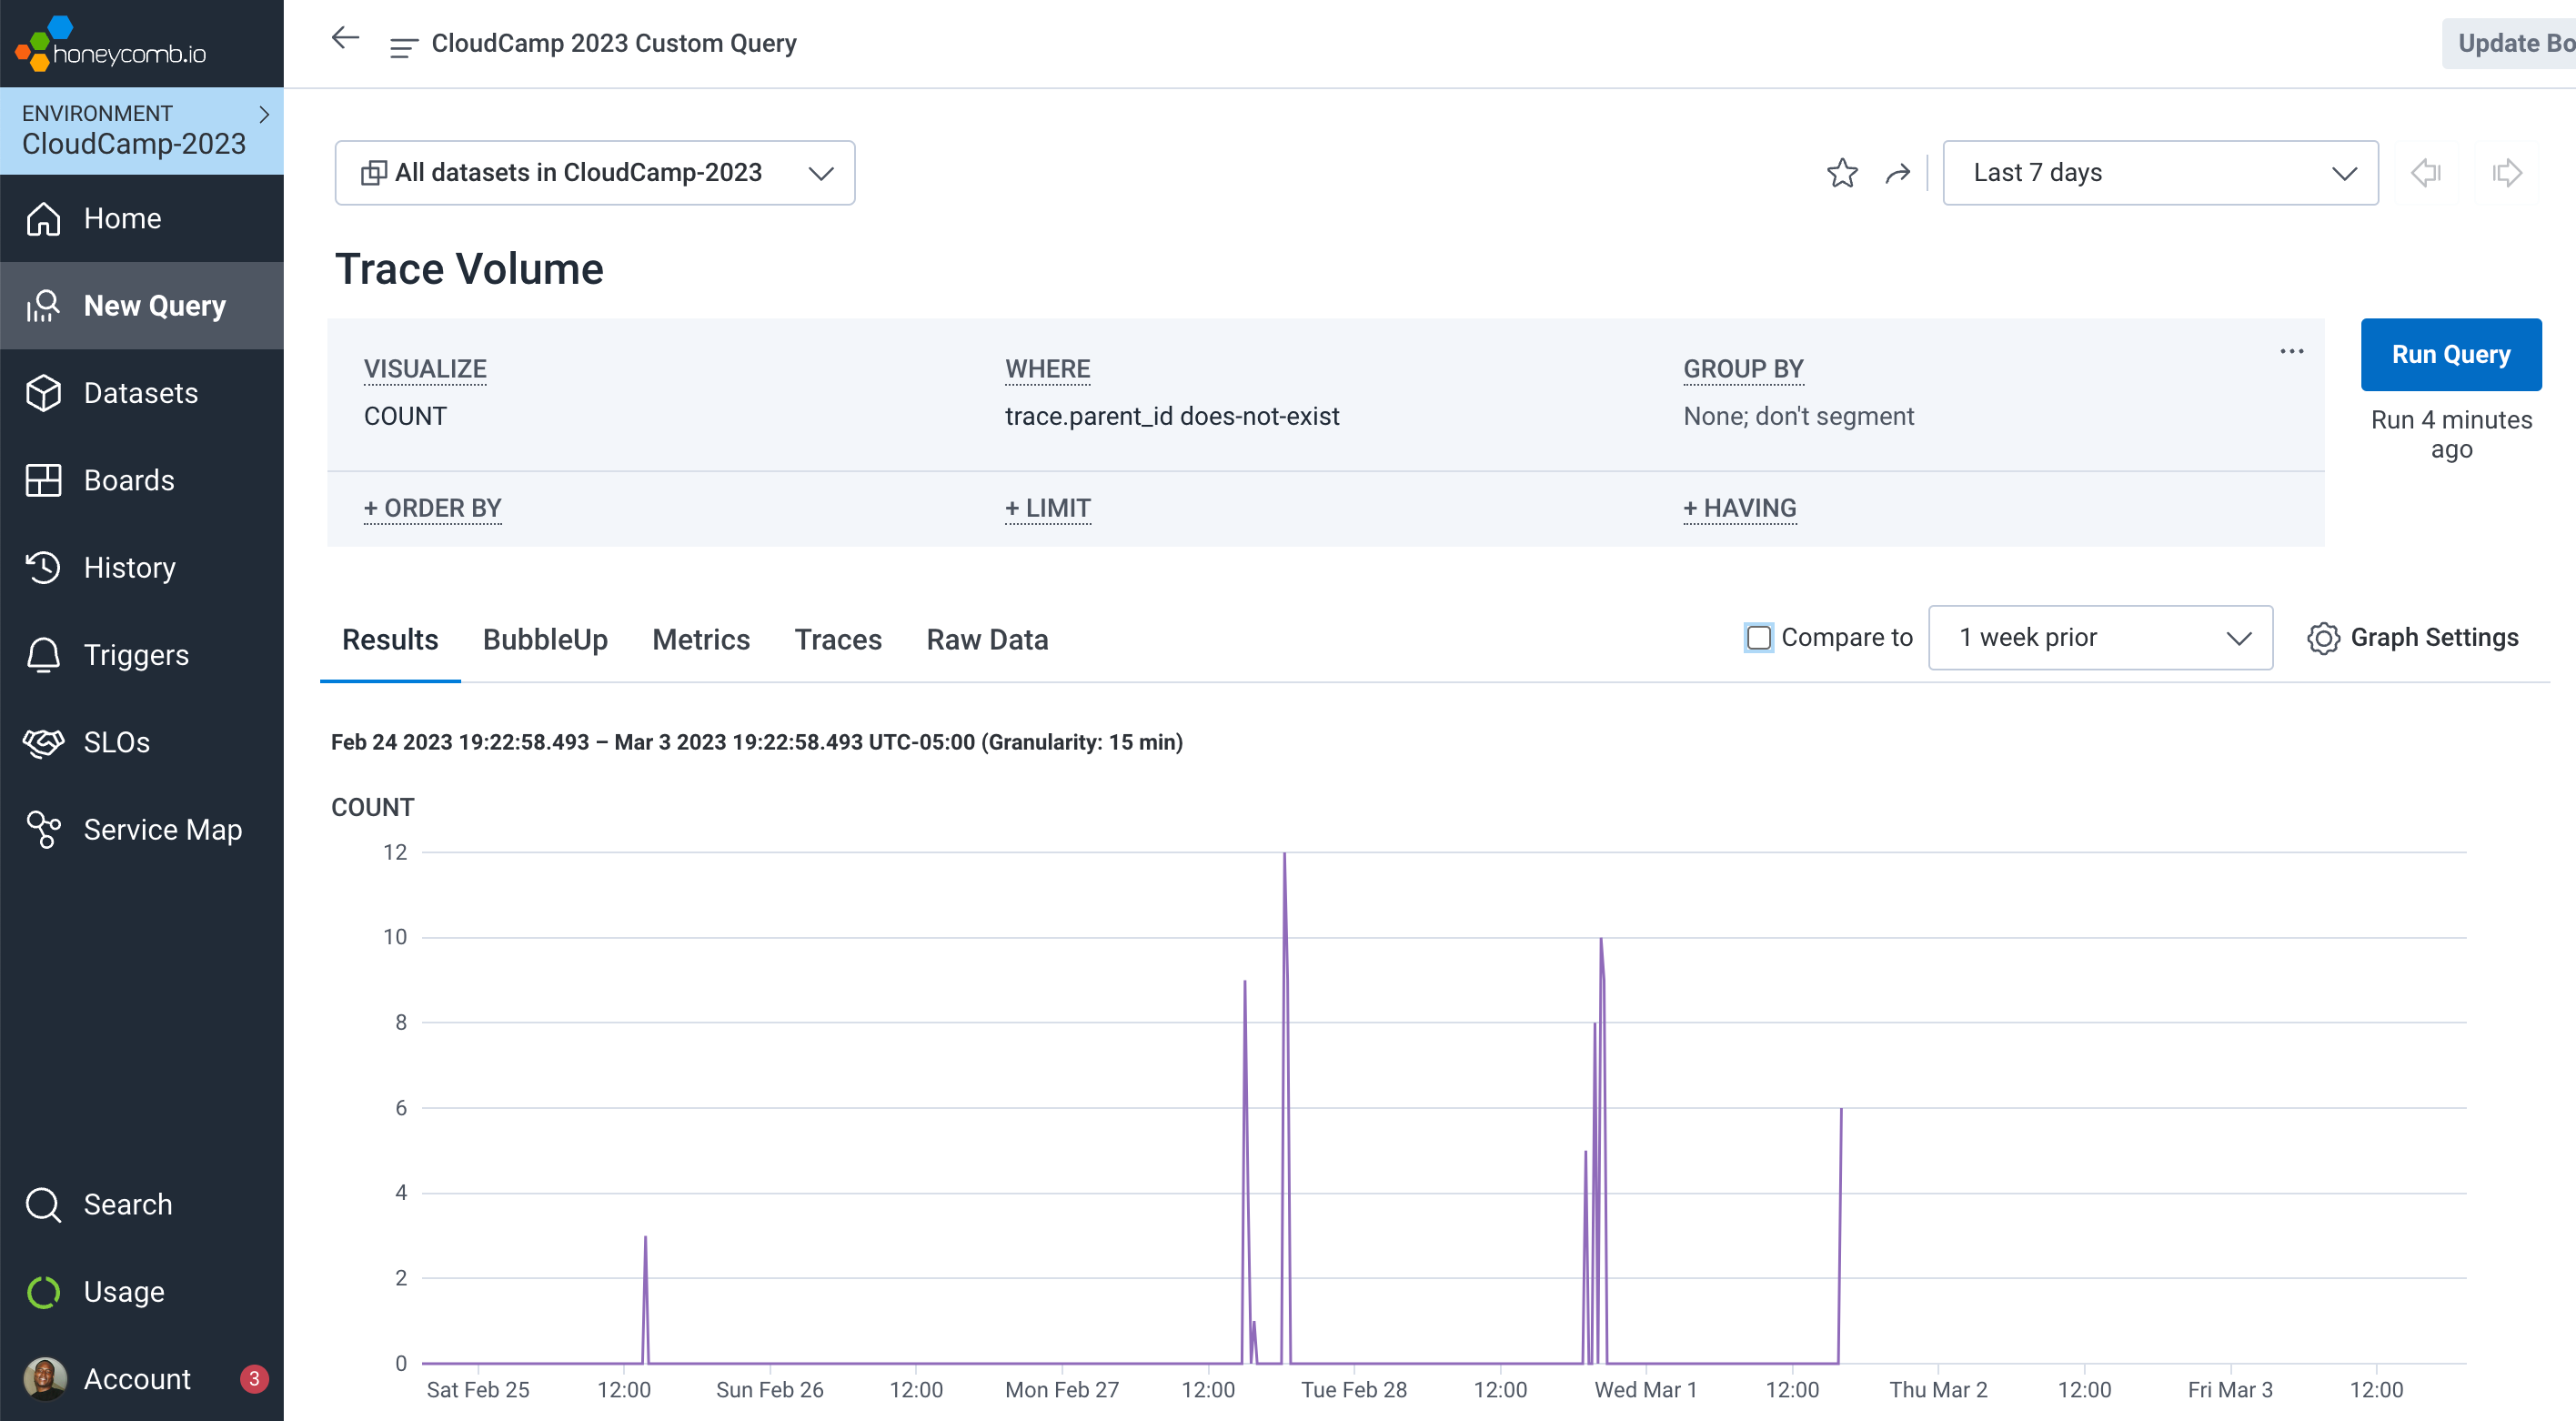 honeycomb.io
CloudCamp 2023 Custom Query
Update Bo
ENVIRONMENT
CloudCamp-2023
Home
New Query
Datasets
Boards
History
Triggers
SLOs
Service Map
Search
Usage
Account 3
All datasets in CloudCamp-2023
Last 7 days
Trace Volume
VISUALIZE WHERE GROUP BY
COUNT trace.parent_id does-not-exist None; don't segment
+ ORDER BY + LIMIT + HAVING
Run Query
Run 4 minutes
ago
Results BubbleUp Metrics Traces Raw Data
Compare to 1 week prior Graph Settings
Feb 24 2023 19:22:58.493 – Mar 3 2023 19:22:58.493 UTC-05:00 (Granularity: 15 min)
COUNT
12
10
8
6
4
2
0
Sat Feb 25 12:00 Sun Feb 26 12:00 Mon Feb 27 12:00 Tue Feb 28 12:00 Wed Mar 1 12:00 Thu Mar 2 12:00 Fri Mar 3 12:00